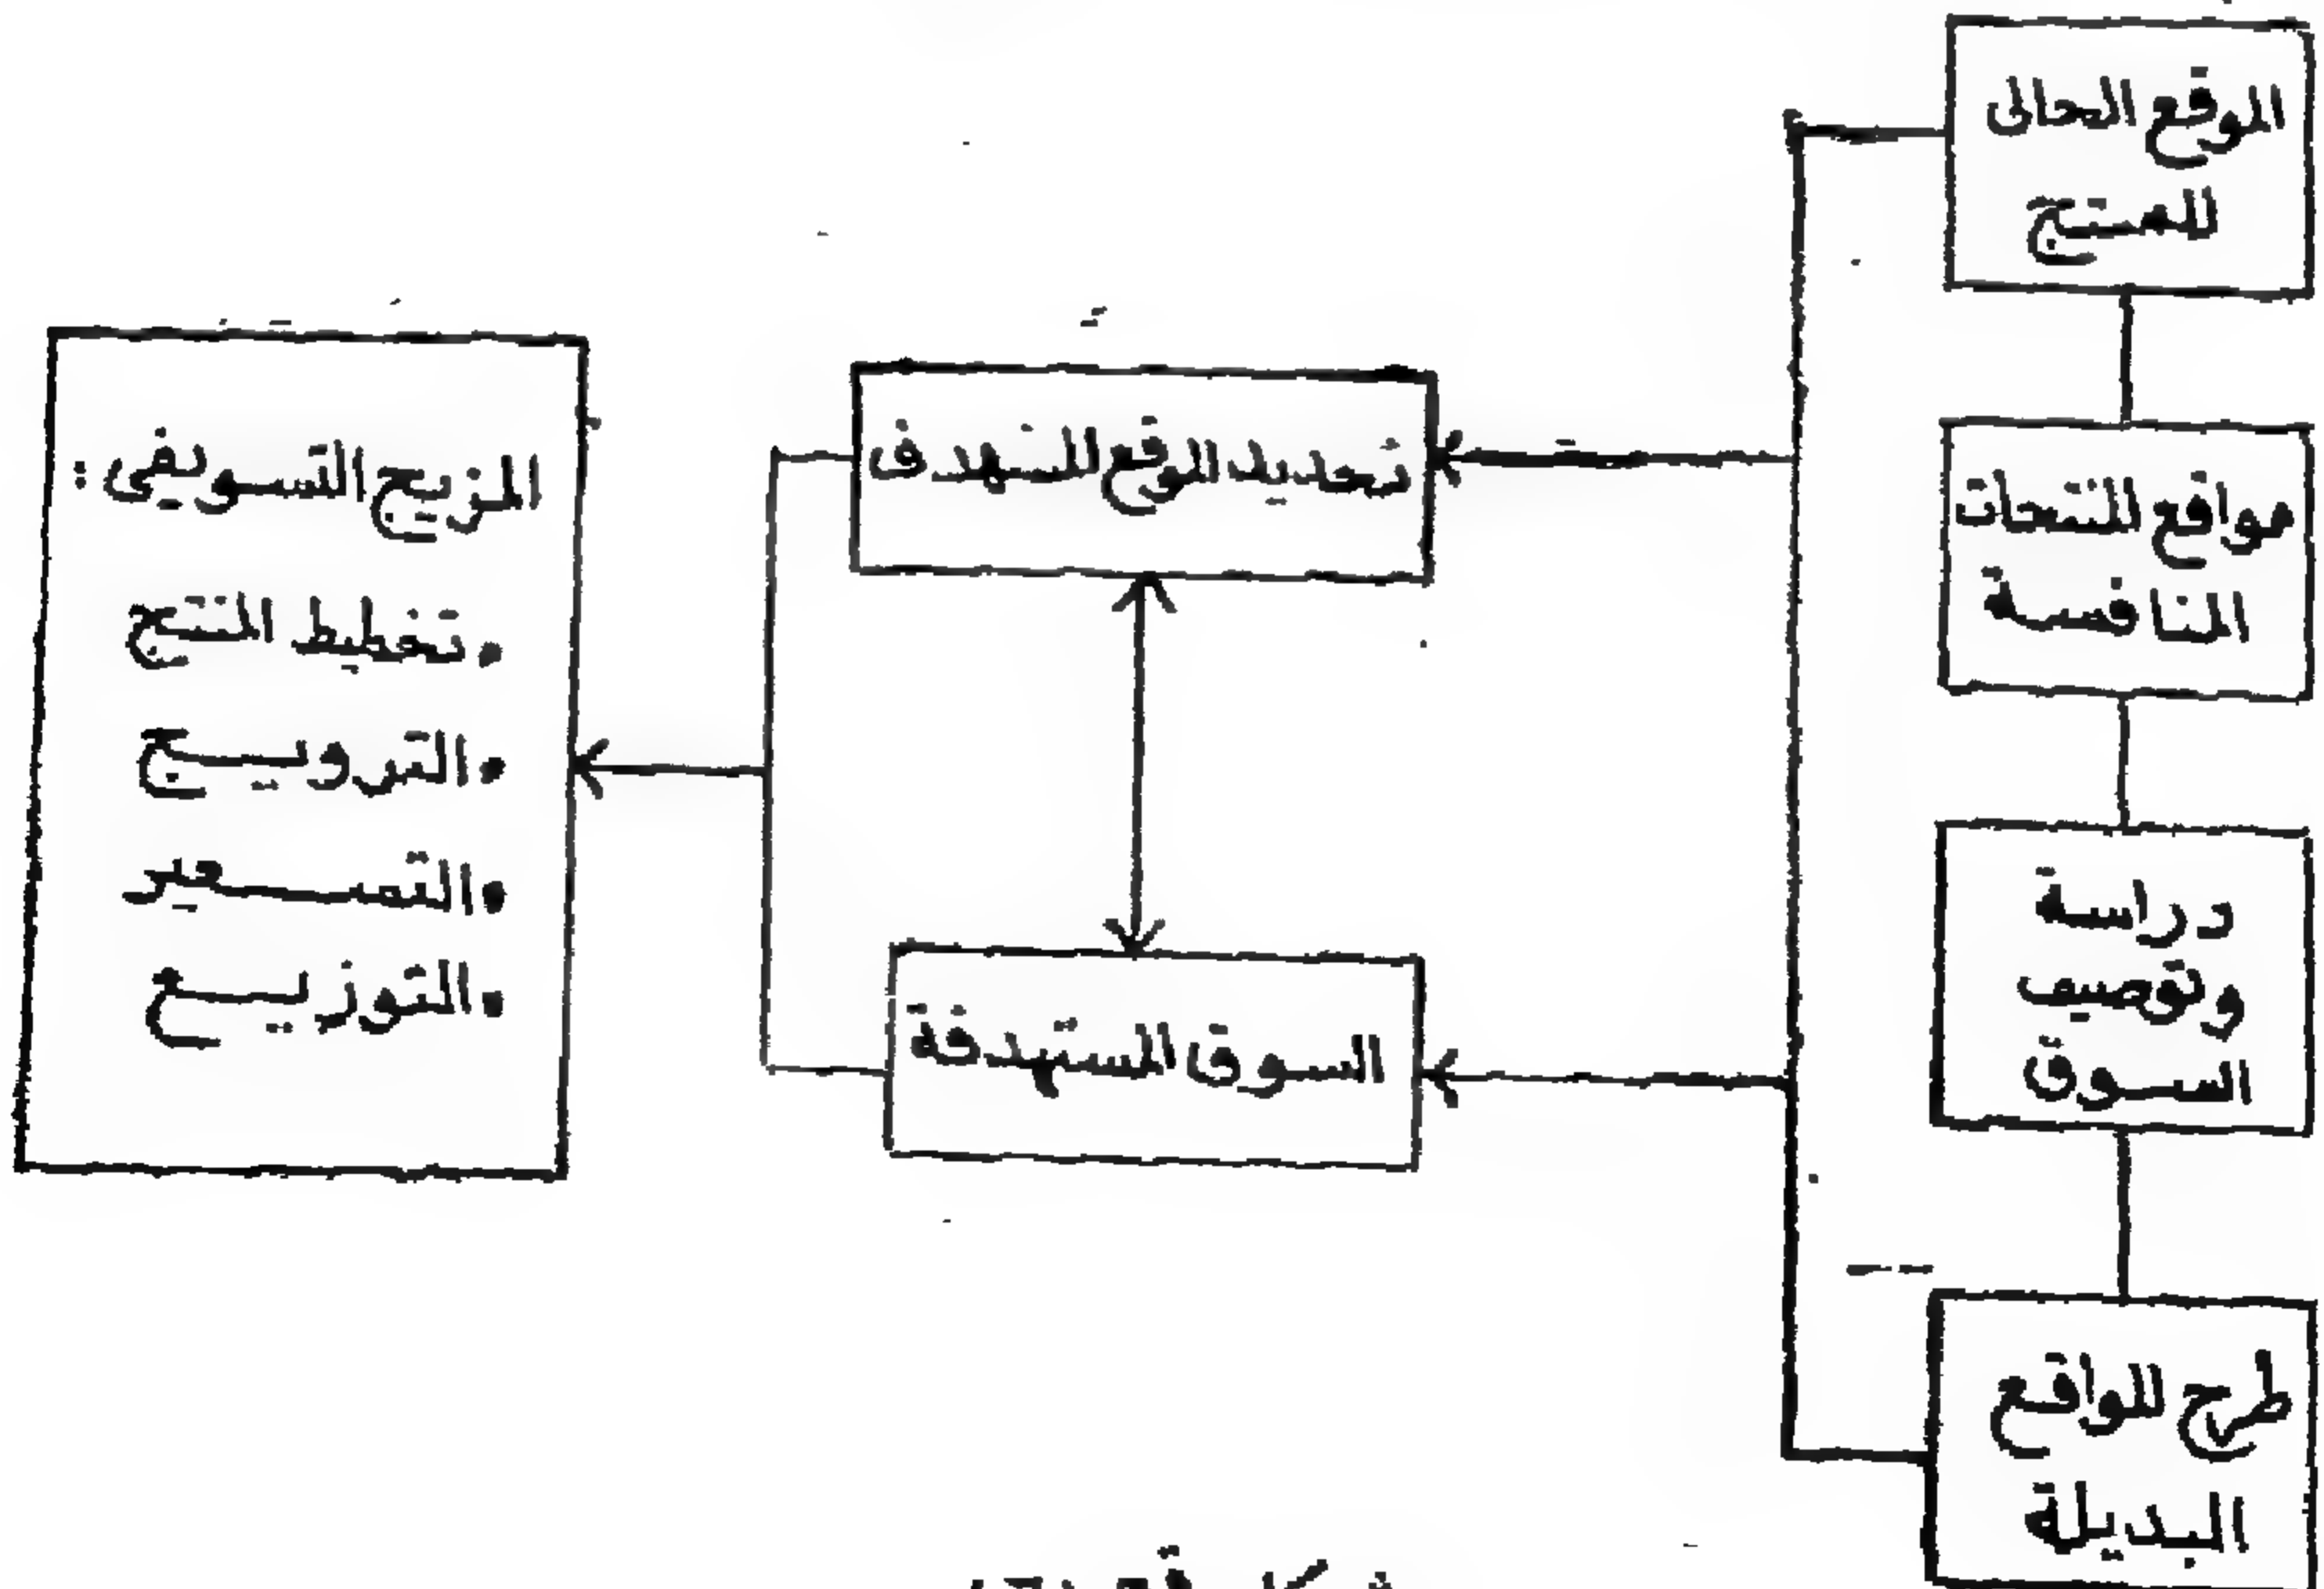 الموقع الحالى
للمنتج
مواقع المنتجات
المنافسة
دراسة
وتوصيف
السوق
طرح المواقع
البديلة
تحديد الموقع المستهدف
السوق المستهدفة
المزيج التسويقى :
• تخطيط المنتج
• الترويج
• التسعير
• التوزيع